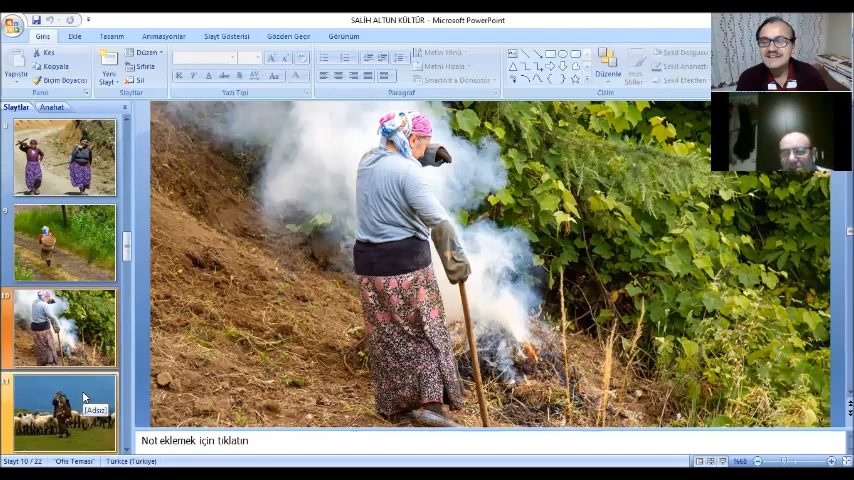 SALİH ALTUN KÜLTÜR - Microsoft PowerPoint
Giriş Ekle Tasarım Animasyonlar Slayt Gösterisi Gözden Geçir Görünüm
Yapıştır
Kes
Kopyala
Biçim Boyacısı
Pano
Yeni Slayt
Düzen
Sıfırla
Sil
Slaytlar
K T A S abe
Yazı Tipi
Metin Yönü
Metni Hizala
SmartArt'a Dönüştür
Paragraf
Düzenle
Hızlı Stiller
Şekil Dolgusu
Şekil Anahattı
Şekil Efektleri
Çizim
Slaytlar Anahat
9
10
11
[Adsız]
Not eklemek için tıklatın
Slayt 10 / 22 "Ofis Teması" Türkçe (Türkiye) %68